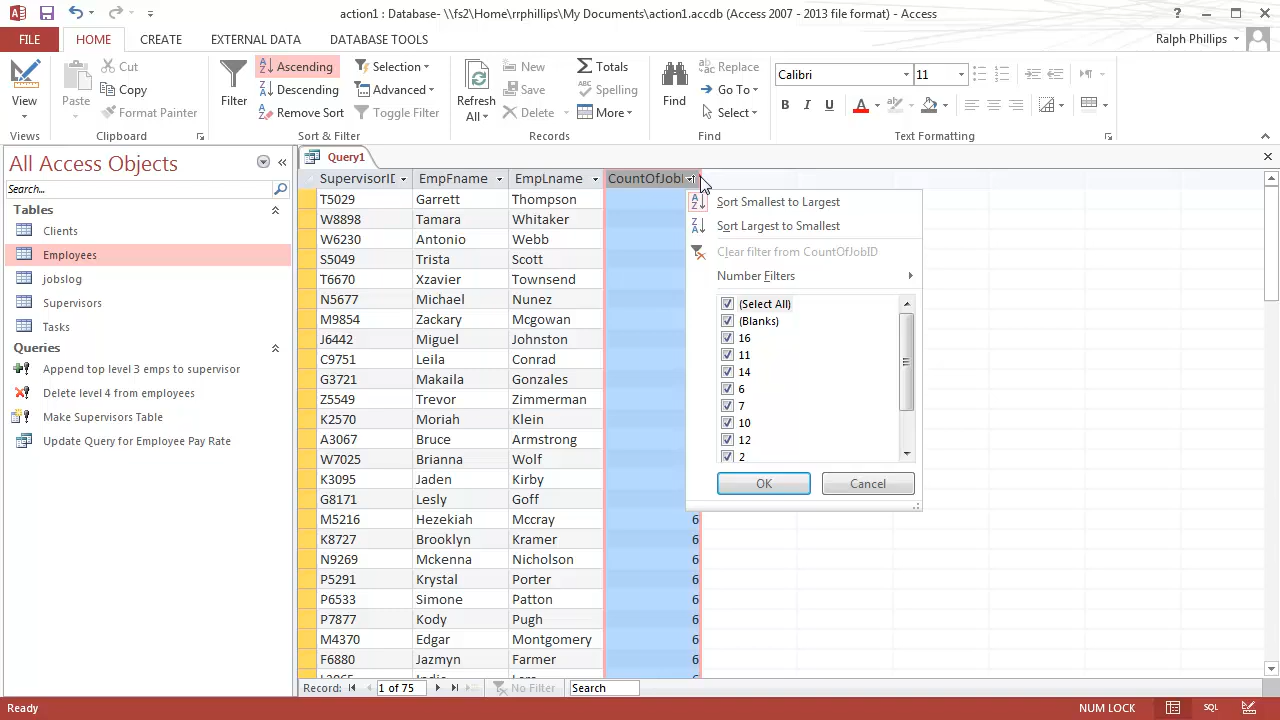 action1 : Database- \\fs2\Home\rrphillips\My Documents\action1.accdb (Access 2007 - 2013 file format) - Access
FILE HOME CREATE EXTERNAL DATA DATABASE TOOLS Ralph Phillips
View
Views
Paste
Cut
Copy
Format Painter
Clipboard
Filter
Ascending
Descending
Remove Sort
Selection
Advanced
Toggle Filter
Sort & Filter
Refresh
All
New
Save
Delete
Totals
Spelling
More
Records
Find
Replace
Go To
Select
Find
Calibri 11
B I U A
Text Formatting
All Access Objects
Search...
Tables
Clients
Employees
jobslog
Supervisors
Tasks
Queries
Append top level 3 emps to supervisor
Delete level 4 from employees
Make Supervisors Table
Update Query for Employee Pay Rate
Query1
EmpFname EmpLname
T5029 Garrett Thompson
W8898 Tamara Whitaker
W6230 Antonio Webb
S5049 Trista Scott
T6670 Xzavier Townsend
N5677 Michael Nunez
M9854 Zackary Mcgowan
J6442 Miguel Johnston
C9751 Leila Conrad
G3721 Makaila Gonzales
Z5549 Trevor Zimmerman
K2570 Moriah Klein
A3067 Bruce Armstrong
W7025 Brianna Wolf
K3095 Jaden Kirby
G8171 Lesly Goff
M5216 Hezekiah Mccray 6
K8727 Brooklyn Kramer 6
N9269 Mckenna Nicholson 6
P5291 Krystal Porter 6
P6533 Simone Patton 6
P7877 Kody Pugh 6
M4370 Edgar Montgomery 6
F6880 Jazmyn Farmer 6
Sort Smallest to Largest
Sort Largest to Smallest
Clear filter from CountOfJobID
Number Filters
(Select All)
(Blanks)
16
11
14
6
7
10
12
2
OK Cancel
Record: 1 of 75 No Filter Search
Ready NUM LOCK SQL